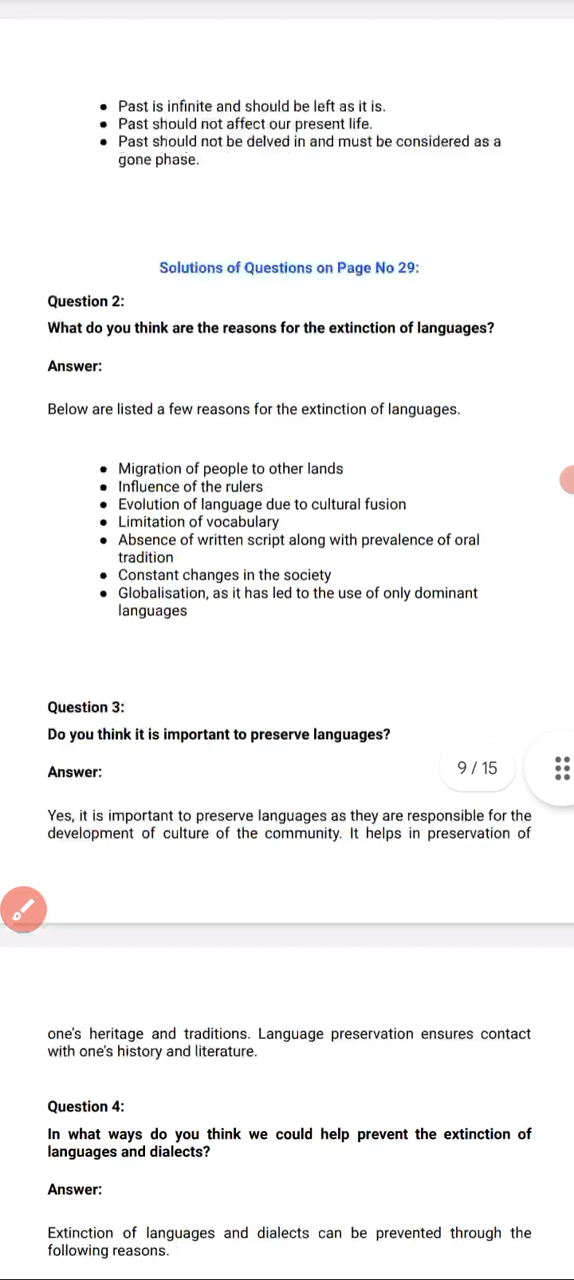 Past is infinite and should be left as it is.
Past should not affect our present life.
Past should not be delved in and must be considered as a
gone phase.
Solutions of Questions on Page No 29:
Question 2:
What do you think are the reasons for the extinction of languages?
Answer:
Below are listed a few reasons for the extinction of languages.
Migration of people to other lands
Influence of the rulers
Evolution of language due to cultural fusion
Limitation of vocabulary
Absence of written script along with prevalence of oral
tradition
Constant changes in the society
Globalisation, as it has led to the use of only dominant
languages
Question 3:
Do you think it is important to preserve languages?
9 / 15
Answer:
Yes, it is important to preserve languages as they are responsible for the
development of culture of the community. It helps in preservation of
one's heritage and traditions. Language preservation ensures contact
with one's history and literature.
Question 4:
In what ways do you think we could help prevent the extinction of
languages and dialects?
Answer:
Extinction of languages and dialects can be prevented through the
following reasons.